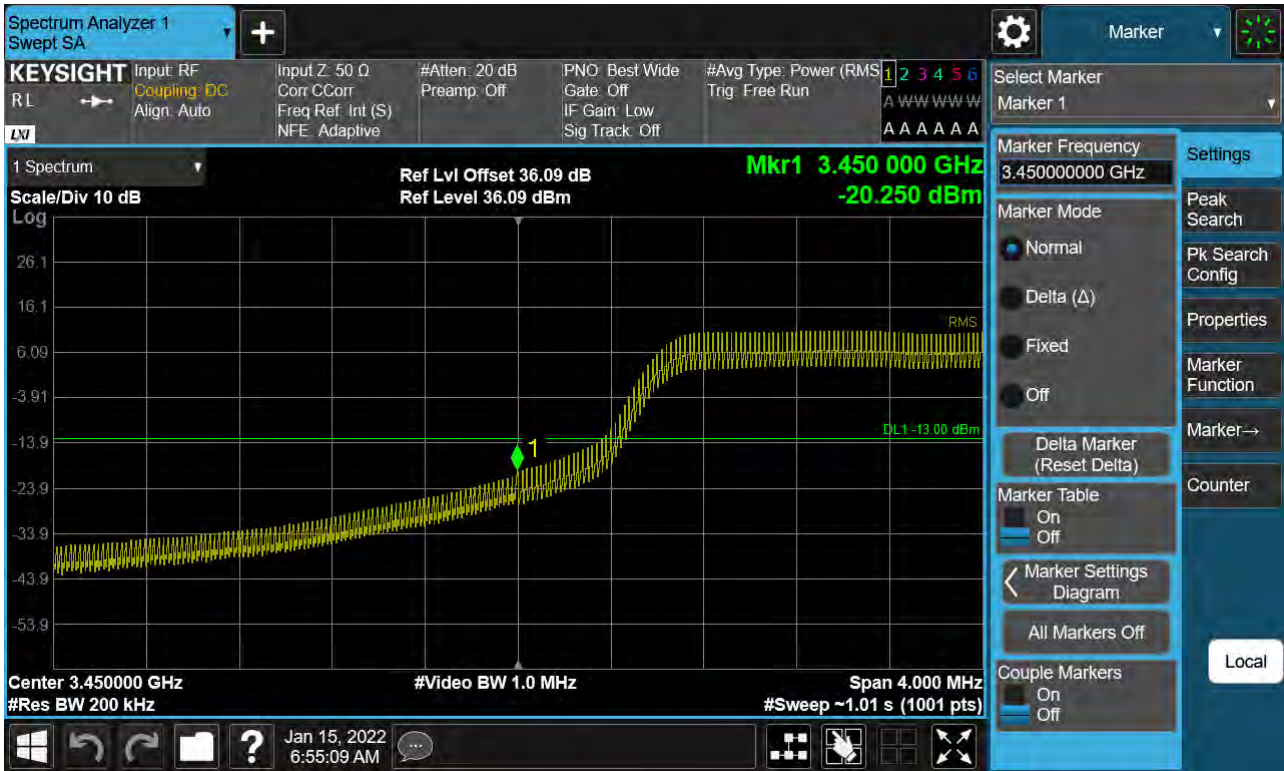 Spectrum Analyzer 1
Swept SA
+
Marker
KEYSIGHT
RL
LXI
Input: RF
Coupling: DC
Align: Auto
Input Z: 50 Ω
Corr CCorr
Freq Ref: Int (S)
NFE: Adaptive
#Atten: 20 dB
Preamp: Off
PNO: Best Wide
Gate: Off
IF Gain: Low
Sig Track: Off
#Avg Type: Power (RMS
Trig: Free Run
1 2 3 4 5 6
A W W W W W
A A A A A A
Select Marker
Marker 1
1 Spectrum
Scale/Div 10 dB
Log
Ref Lvl Offset 36.09 dB
Ref Level 36.09 dBm
Mkr1 3.450 000 GHz
-20.250 dBm
26.1
16.1
6.09
-3.91
-13.9
-23.9
-33.9
-43.9
-53.9
RMS
DL1 -13.00 dBm
1
Center 3.450000 GHz
#Res BW 200 kHz
#Video BW 1.0 MHz
Span 4.000 MHz
#Sweep ~1.01 s (1001 pts)
Marker Frequency
3.450000000 GHz
Marker Mode
Normal
Delta (Δ)
Fixed
Off
Delta Marker
(Reset Delta)
Marker Table
On
Off
Marker Settings
Diagram
All Markers Off
Couple Markers
On
Off
Settings
Peak
Search
Pk Search
Config
Properties
Marker
Function
Marker→
Counter
Local
?
Jan 15, 2022
6:55:09 AM